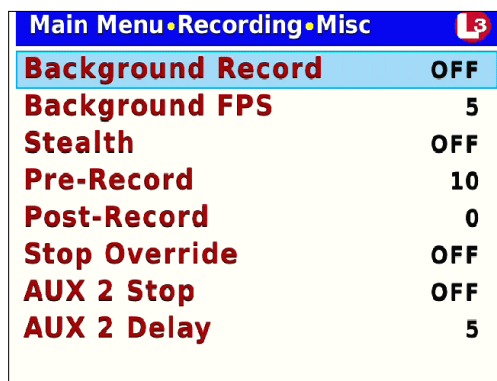 Main Menu•Recording•Misc L3
Background Record OFF
Background FPS 5
Stealth OFF
Pre-Record 10
Post-Record 0
Stop Override OFF
AUX 2 Stop OFF
AUX 2 Delay 5